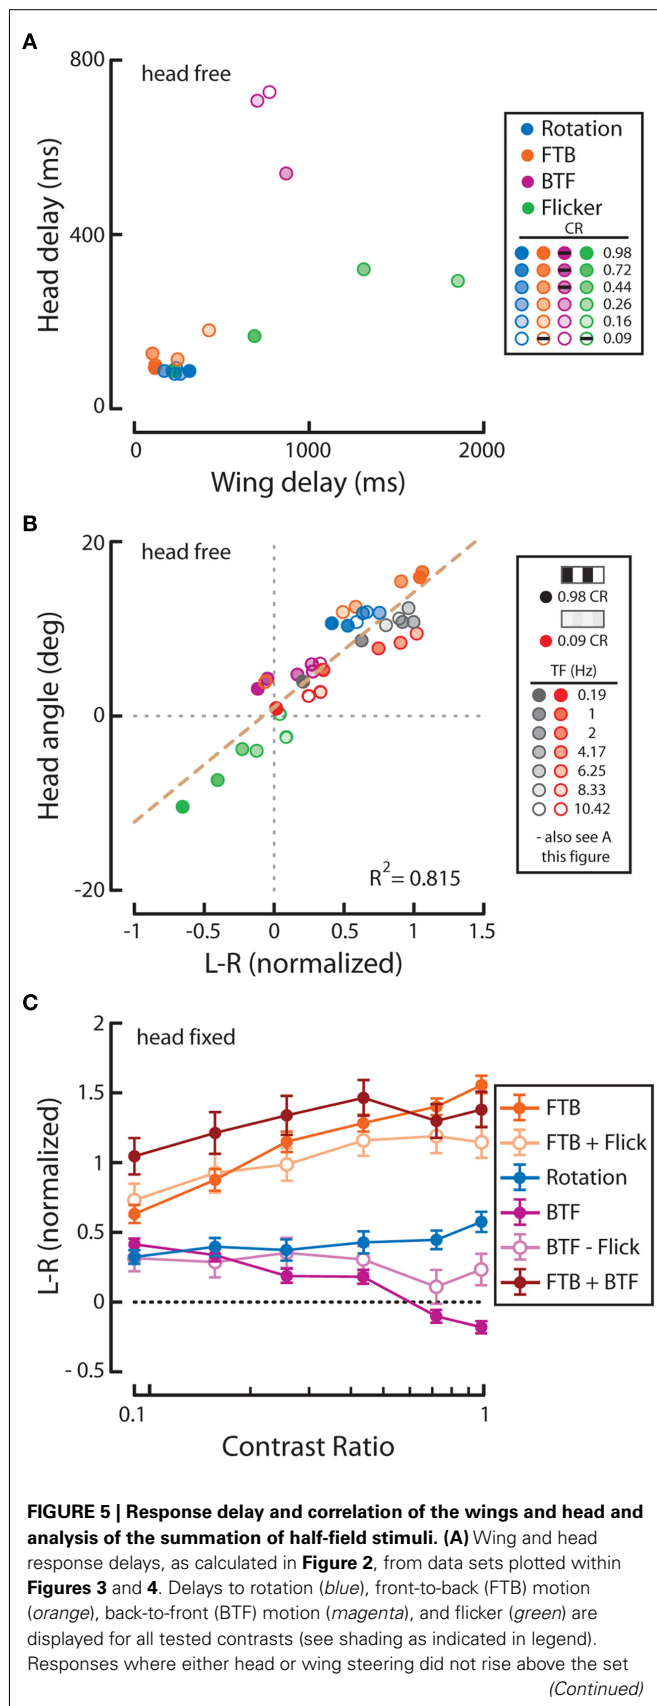 A
800
head free
Head delay (ms)
400
0
0
1000
2000
Wing delay (ms)
Rotation
FTB
BTF
Flicker
CR
0.98
0.72
0.44
0.26
0.16
0.09
B
20
head free
Head angle (deg)
0
-20
R2= 0.815
-1
-0.5
0
0.5
1
1.5
L-R (normalized)
0.98 CR
0.09 CR
TF (Hz)
0.19
1
2
4.17
6.25
8.33
10.42
- also see A
this figure
C
2
head fixed
1.5
1
0.5
0
- 0.5
L-R (normalized)
0.1
1
Contrast Ratio
FTB
FTB + Flick
Rotation
BTF
BTF - Flick
FTB + BTF
FIGURE 5 | Response delay and correlation of the wings and head and
analysis of the summation of half-field stimuli. (A) Wing and head
response delays, as calculated in Figure 2, from data sets plotted within
Figures 3 and 4. Delays to rotation (blue), front-to-back (FTB) motion
(orange), back-to-front (BTF) motion (magenta), and flicker (green) are
displayed for all tested contrasts (see shading as indicated in legend).
Responses where either head or wing steering did not rise above the set
(Continued)